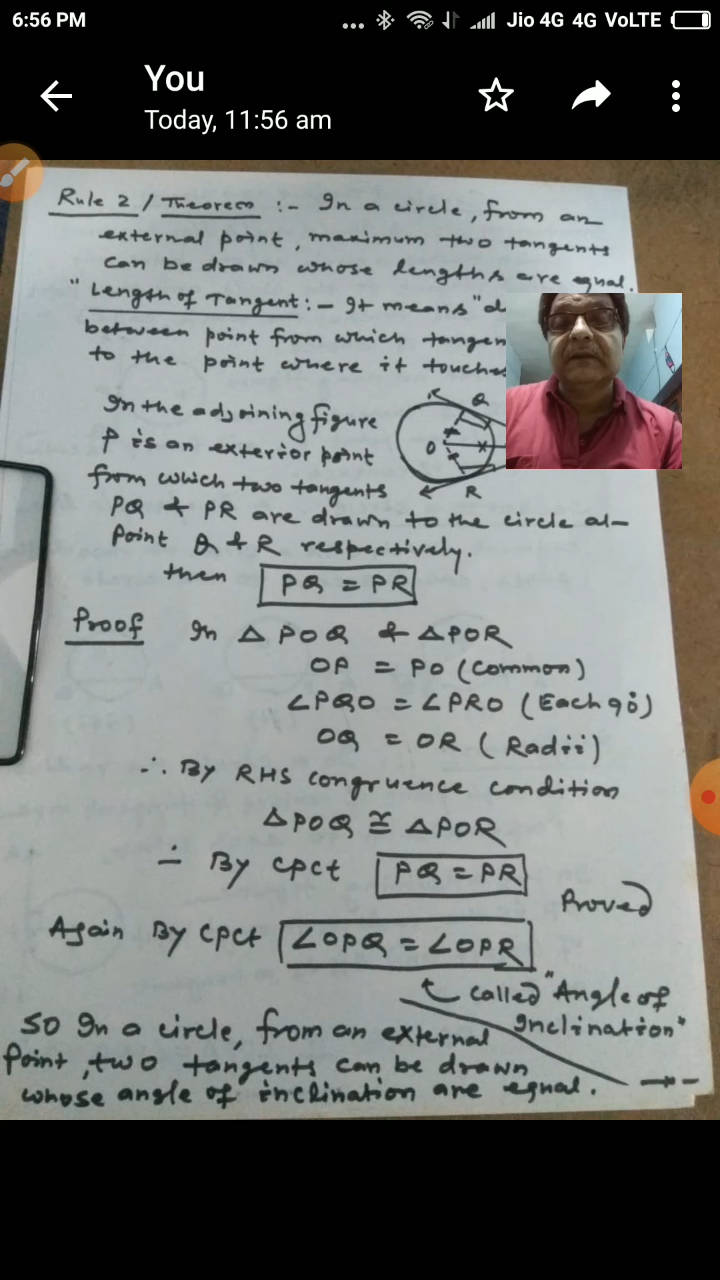 6:56 PM ... Jio 4G 4G VoLTE
You
Today, 11:56 am
Rule 2 / Theorem :- In a circle, from an
external point, maximum two tangents
can be drawn whose lengths are equal.
"Length of Tangent :- It means "d
between point from which tangen
to the point where it touche
In the adjoining figure
P is an exterior point
from which two tangents
PQ & PR are drawn to the circle at
Point Q & R respectively.
then PQ = PR
Q
O
R
Proof In △ POQ & △POR
OP = PO (Common)
∠PQO = ∠PRO (Each 90°)
OQ = OR (Radii)
∴ By RHS congruence condition
△POQ ≅ △POR
∴ By cpct PQ = PR
Proved
Again By cpct ∠OPQ = ∠OPR
called "Angle of
Inclination"
So In a circle, from an external
Point, two tangents can be drawn
whose angle of inclination are equal.